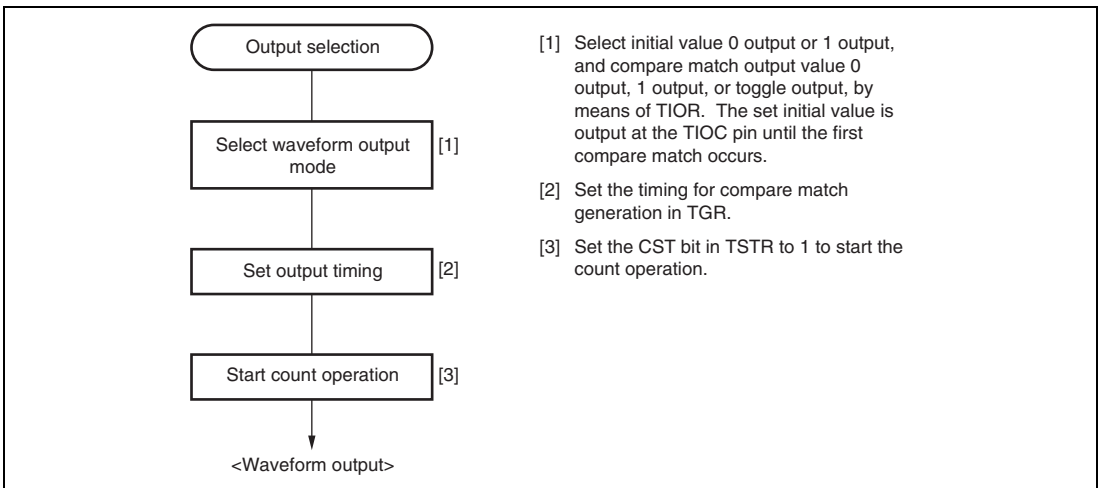 Output selection
Select waveform output
mode
[1]
Set output timing
[2]
Start count operation
[3]
<Waveform output>
[1] Select initial value 0 output or 1 output,
and compare match output value 0
output, 1 output, or toggle output, by
means of TIOR. The set initial value is
output at the TIOC pin until the first
compare match occurs.
[2] Set the timing for compare match
generation in TGR.
[3] Set the CST bit in TSTR to 1 to start the
count operation.